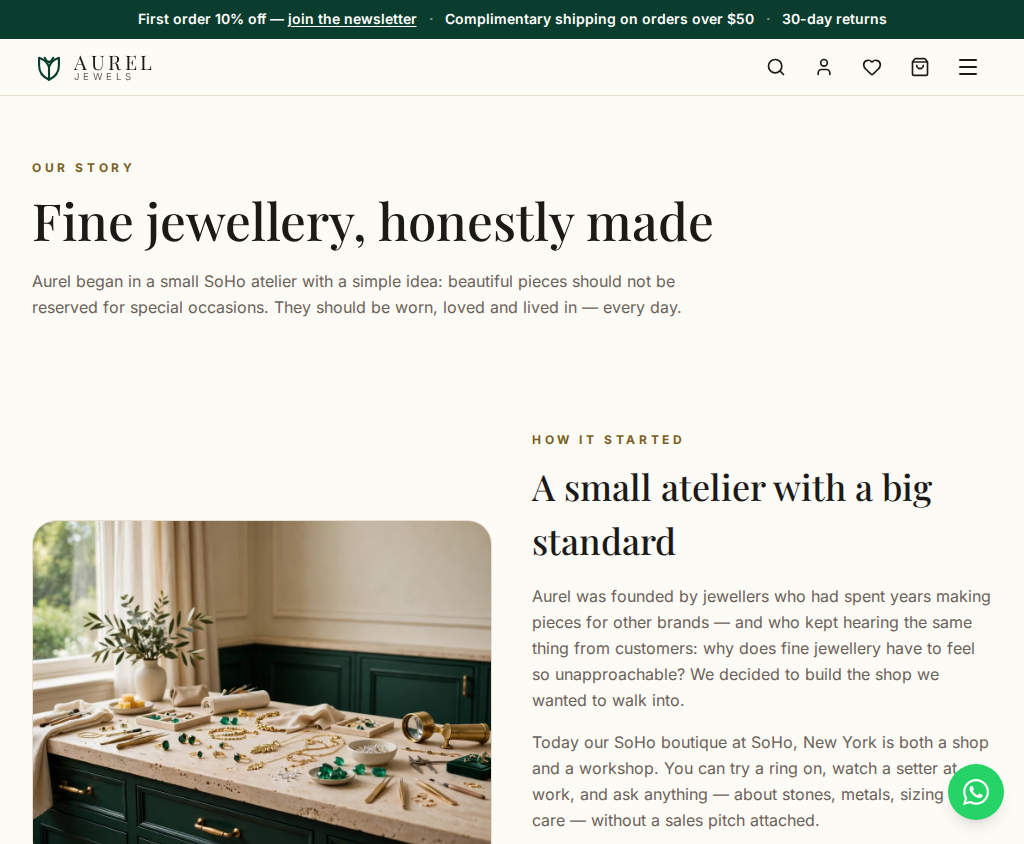 First order 10% off — join the newsletter · Complimentary shipping on orders over $50 · 30-day returns
AUREL
JEWELS
OUR STORY
Fine jewellery, honestly made
Aurel began in a small SoHo atelier with a simple idea: beautiful pieces should not be
reserved for special occasions. They should be worn, loved and lived in — every day.
HOW IT STARTED
A small atelier with a big
standard
Aurel was founded by jewellers who had spent years making
pieces for other brands — and who kept hearing the same
thing from customers: why does fine jewellery have to feel
so unapproachable? We decided to build the shop we
wanted to walk into.
Today our SoHo boutique at SoHo, New York is both a shop
and a workshop. You can try a ring on, watch a setter at
work, and ask anything — about stones, metals, sizing
care — without a sales pitch attached.